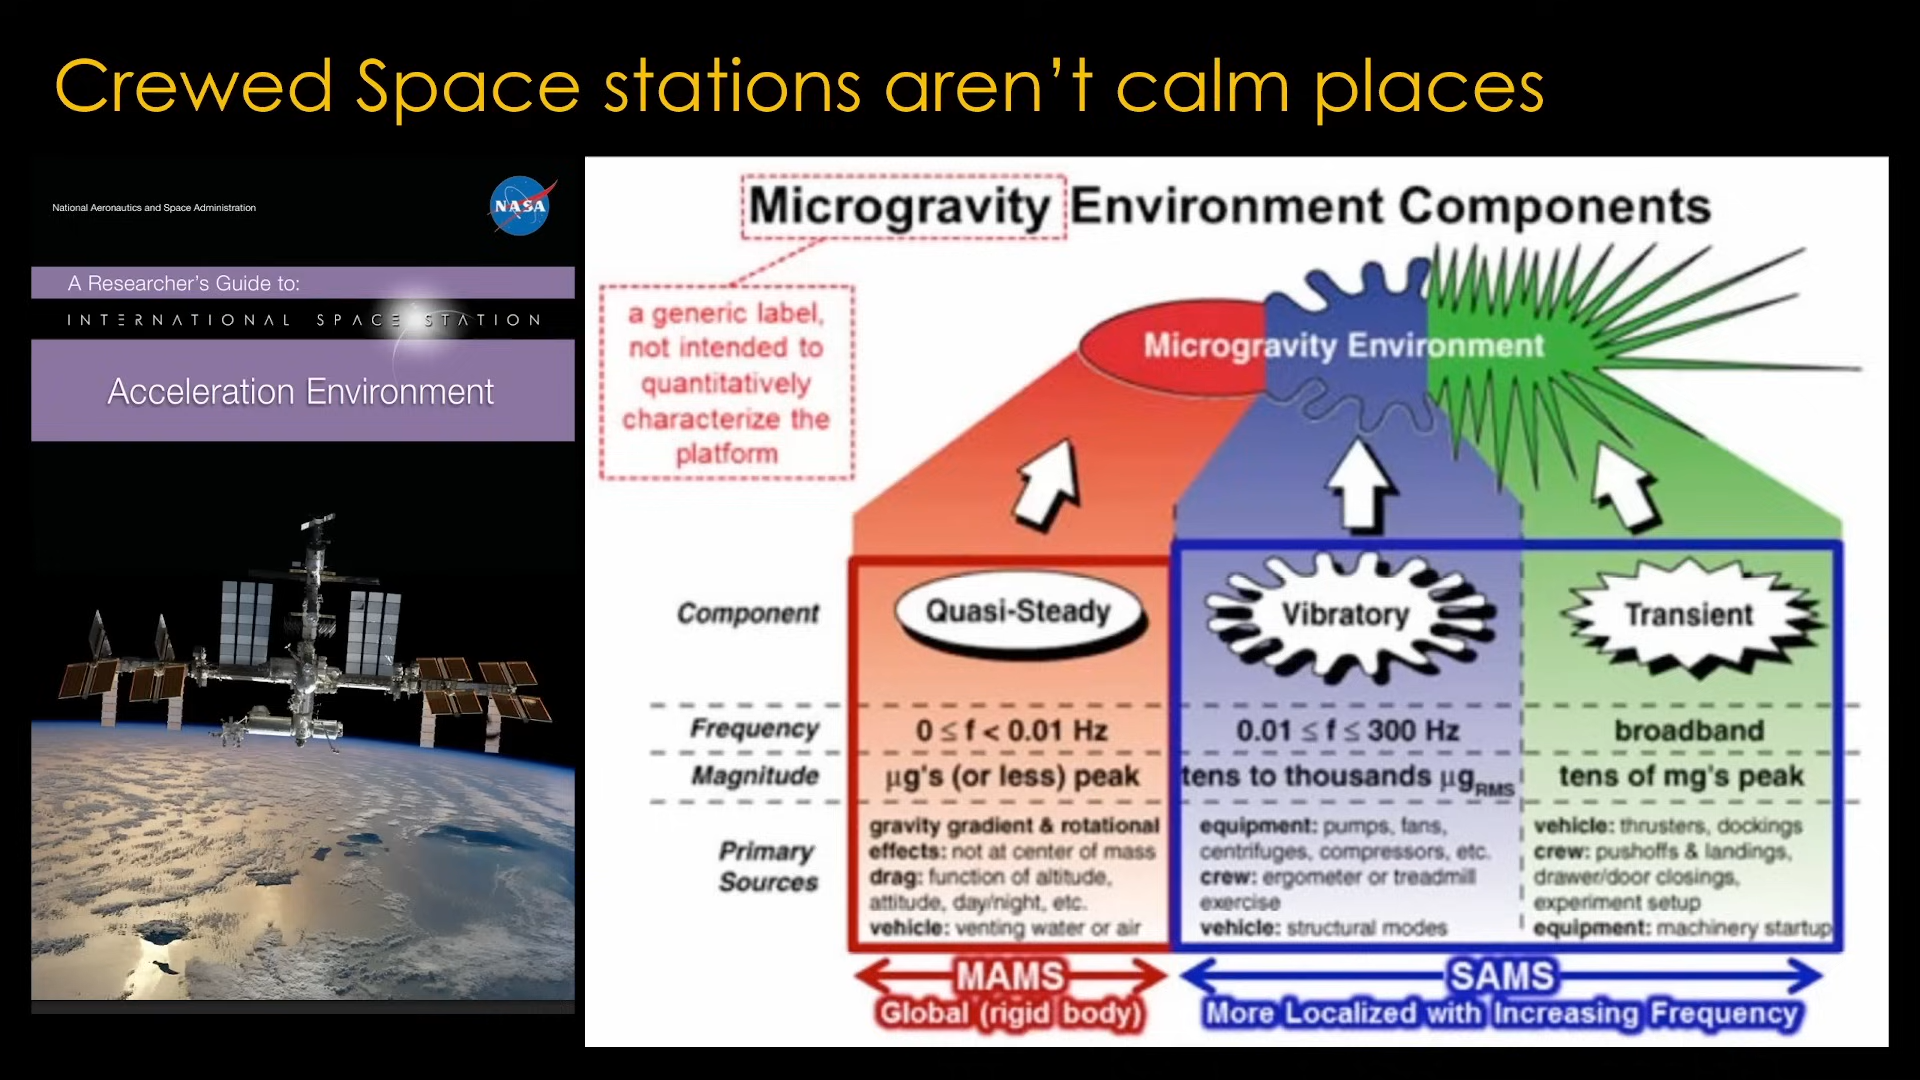 Crewed Space stations aren't calm places
National Aeronautics and Space Administration
NASA
A Researcher's Guide to:
INTERNATIONAL SPACE STATION
Acceleration Environment
Microgravity Environment Components
a generic label,
not intended to
quantitatively
characterize the
platform
Microgravity Environment
Component
Quasi-Steady
Vibratory
Transient
Frequency
0 ≤ f < 0.01 Hz
0.01 ≤ f ≤ 300 Hz
broadband
Magnitude
μg's (or less) peak
tens to thousands μgRMS
tens of mg's peak
Primary
Sources
gravity gradient & rotational
effects: not at center of mass
drag: function of altitude,
attitude, day/night, etc.
vehicle: venting water or air
equipment: pumps, fans,
centrifuges, compressors, etc.
crew: ergometer or treadmill
exercise
vehicle: structural modes
vehicle: thrusters, dockings
crew: pushoffs & landings,
drawer/door closings,
experiment setup
equipment: machinery startup
MAMS
Global (rigid body)
SAMS
More Localized with Increasing Frequency